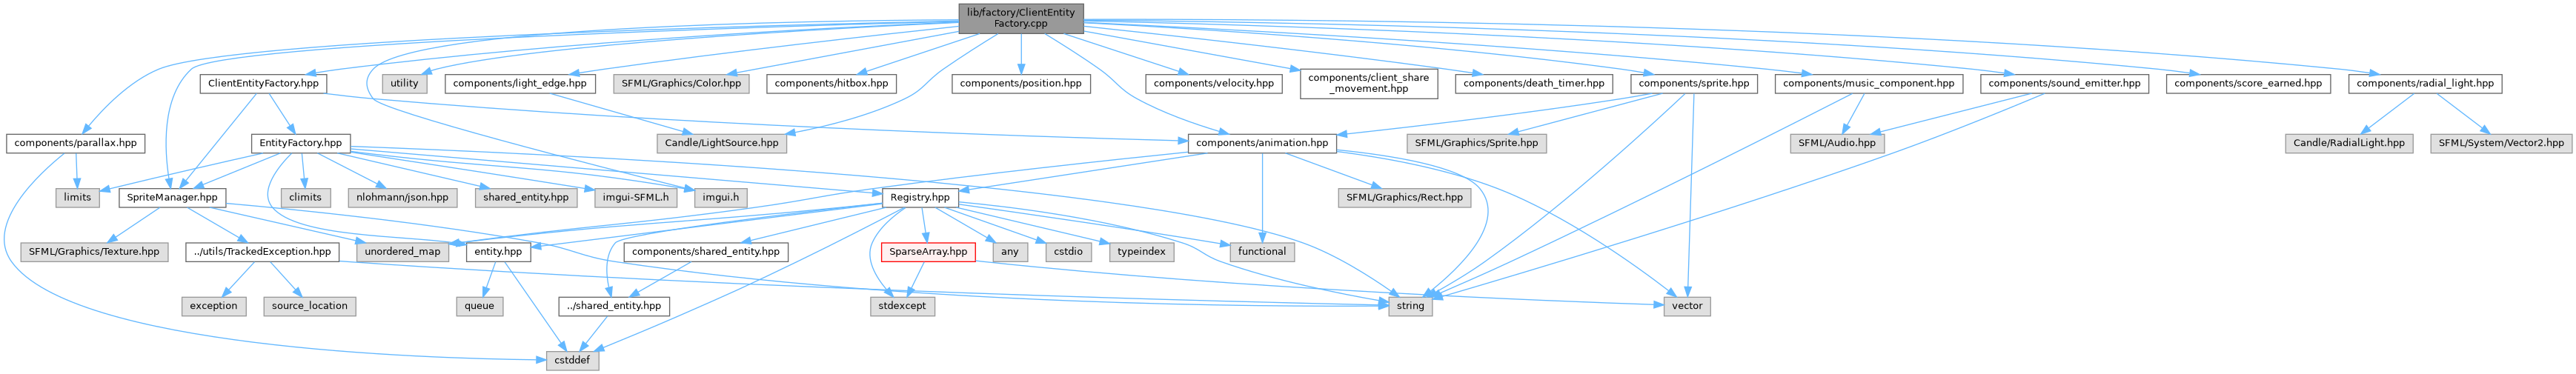 lib/factory/ClientEntity
Factory.cpp
ClientEntityFactory.hpp
utility
components/light_edge.hpp
SFML/Graphics/Color.hpp
components/hitbox.hpp
components/position.hpp
components/velocity.hpp
components/client_share
_movement.hpp
components/death_timer.hpp
components/sprite.hpp
components/music_component.hpp
components/sound_emitter.hpp
components/score_earned.hpp
components/radial_light.hpp
components/parallax.hpp
EntityFactory.hpp
Candle/LightSource.hpp
components/animation.hpp
SFML/Graphics/Sprite.hpp
SFML/Audio.hpp
Candle/RadialLight.hpp
SFML/System/Vector2.hpp
limits
SpriteManager.hpp
climits
nlohmann/json.hpp
shared_entity.hpp
imgui-SFML.h
imgui.h
Registry.hpp
SFML/Graphics/Rect.hpp
SFML/Graphics/Texture.hpp
../utils/TrackedException.hpp
unordered_map
entity.hpp
components/shared_entity.hpp
SparseArray.hpp
any
cstdio
typeindex
functional
exception
source_location
queue
../shared_entity.hpp
stdexcept
string
vector
cstddef